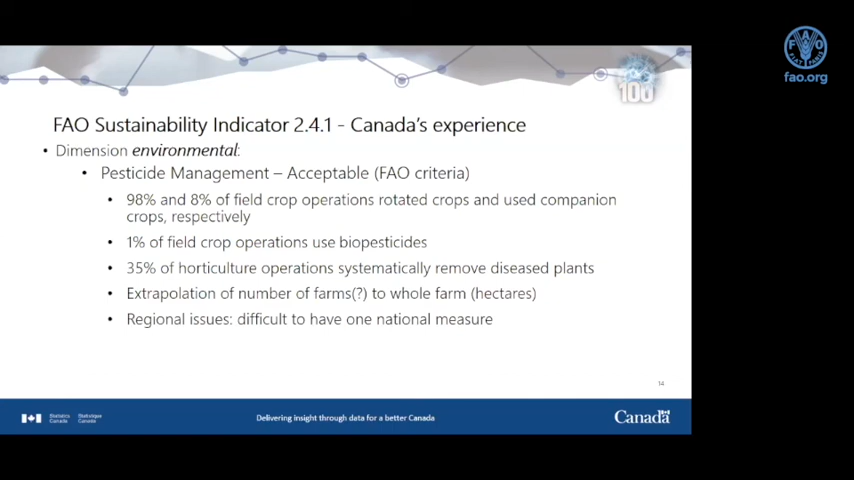 FAO
FIAT PANIS
fao.org
100
FAO Sustainability Indicator 2.4.1 - Canada's experience
• Dimension environmental:
• Pesticide Management – Acceptable (FAO criteria)
• 98% and 8% of field crop operations rotated crops and used companion
crops, respectively
• 1% of field crop operations use biopesticides
• 35% of horticulture operations systematically remove diseased plants
• Extrapolation of number of farms(?) to whole farm (hectares)
• Regional issues: difficult to have one national measure
14
Statistics Statistique
Canada Canada
Delivering insight through data for a better Canada
Canada